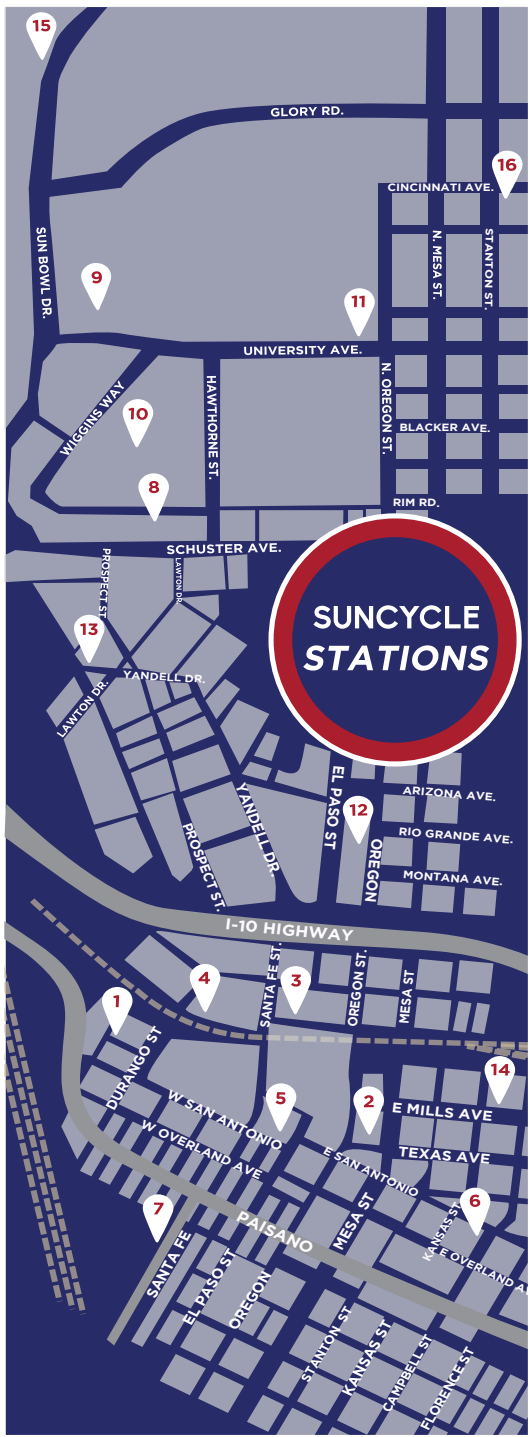 15
GLORY RD.
16
CINCINNATI AVE.
SUN BOWL DR.
N. MESA ST.
STANTON ST.
9
11
UNIVERSITY AVE.
WIGGINS WAY
HAWTHORNE ST.
N. OREGON ST.
10
BLACKER AVE.
8
RIM RD.
SCHUSTER AVE.
PROSPECT ST
LAWTON DR.
SUNCYCLE
STATIONS
13
YANDELL DR.
LAWTON DR.
EL PASO ST
ARIZONA AVE.
YANDELL DR.
12
RIO GRANDE AVE.
PROSPECT ST.
OREGON
MONTANA AVE.
I-10 HIGHWAY
SANTA FE ST.
OREGON ST.
MESA ST
4
3
1
DURANGO ST
14
5
2
E MILLS AVE
W SAN ANTONIO
W OVERLAND AVE
TEXAS AVE
E SAN ANTONIO
7
6
KANSAS ST
MESA ST
PAISANO
E OVERLAND AV
SANTA FE
EL PASO ST
OREGON
STANTON ST
KANSAS ST
CAMPBELL ST
FLORENCE ST